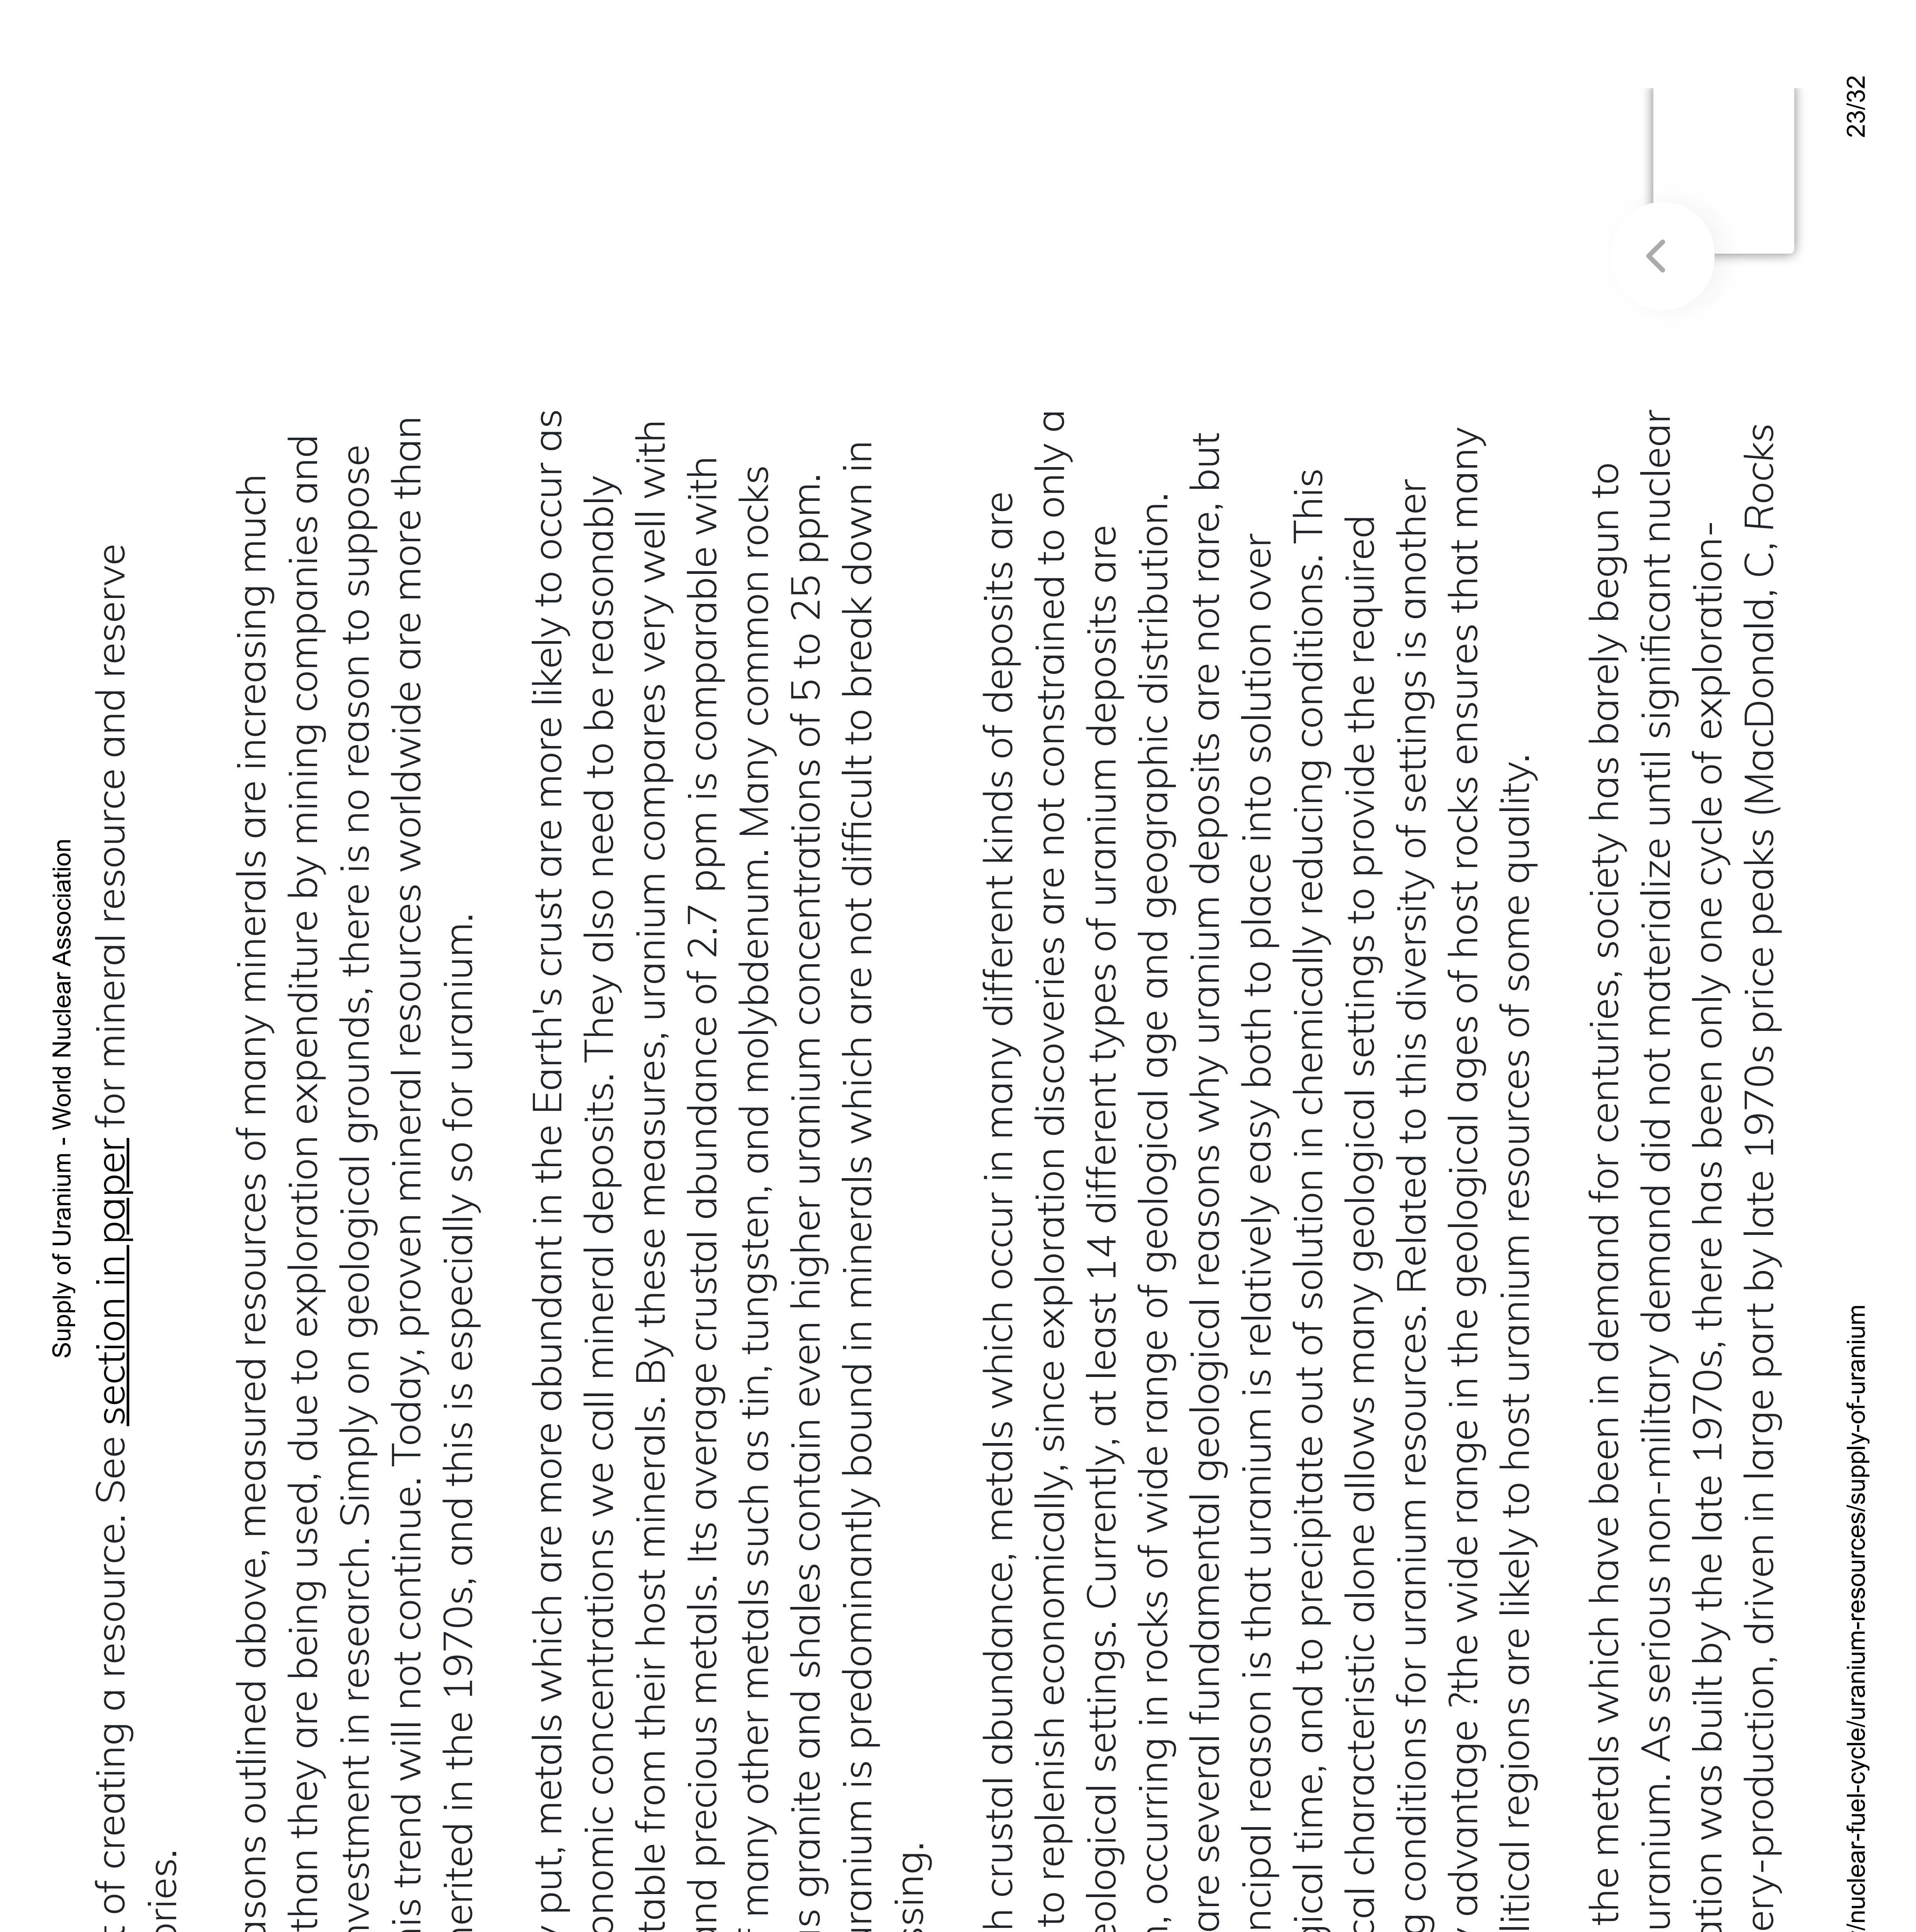 Supply of Uranium - World Nuclear Association
of creating a resource. See section in paper for mineral resource and reserve
outlined above, measured resources of many minerals are increasing much
than they are being used, due to exploration expenditure by mining companies and
in research. Simply on geological grounds, there is no reason to suppose
trend will not continue. Today, proven mineral resources worldwide are more than
in the 1970s, and this is especially so for uranium.
put, metals which are more abundant in the Earth's crust are more likely to occur as
concentrations we call mineral deposits. They also need to be reasonably
from their host minerals. By these measures, uranium compares very well with
and precious metals. Its average crustal abundance of 2.7 ppm is comparable with
many other metals such as tin, tungsten, and molybdenum. Many common rocks
granite and shales contain even higher uranium concentrations of 5 to 25 ppm.
is predominantly bound in minerals which are not difficult to break down in
crustal abundance, metals which occur in many different kinds of deposits are
to replenish economically, since exploration discoveries are not constrained to only a
settings. Currently, at least 14 different types of uranium deposits are
occurring in rocks of wide range of geological age and geographic distribution.
are several fundamental geological reasons why uranium deposits are not rare, but
reason is that uranium is relatively easy both to place into solution over
time, and to precipitate out of solution in chemically reducing conditions. This
characteristic alone allows many geological settings to provide the required
conditions for uranium resources. Related to this diversity of settings is another
advantage ?the wide range in the geological ages of host rocks ensures that many
regions are likely to host uranium resources of some quality.
the metals which have been in demand for centuries, society has barely begun to
uranium. As serious non-military demand did not materialize until significant nuclear
was built by the late 1970s, there has been only one cycle of exploration-
driven in large part by late 1970s price peaks (MacDonald, C, Rocks
/nuclear-fuel-cycle/uranium-resources/supply-of-uranium
23/32